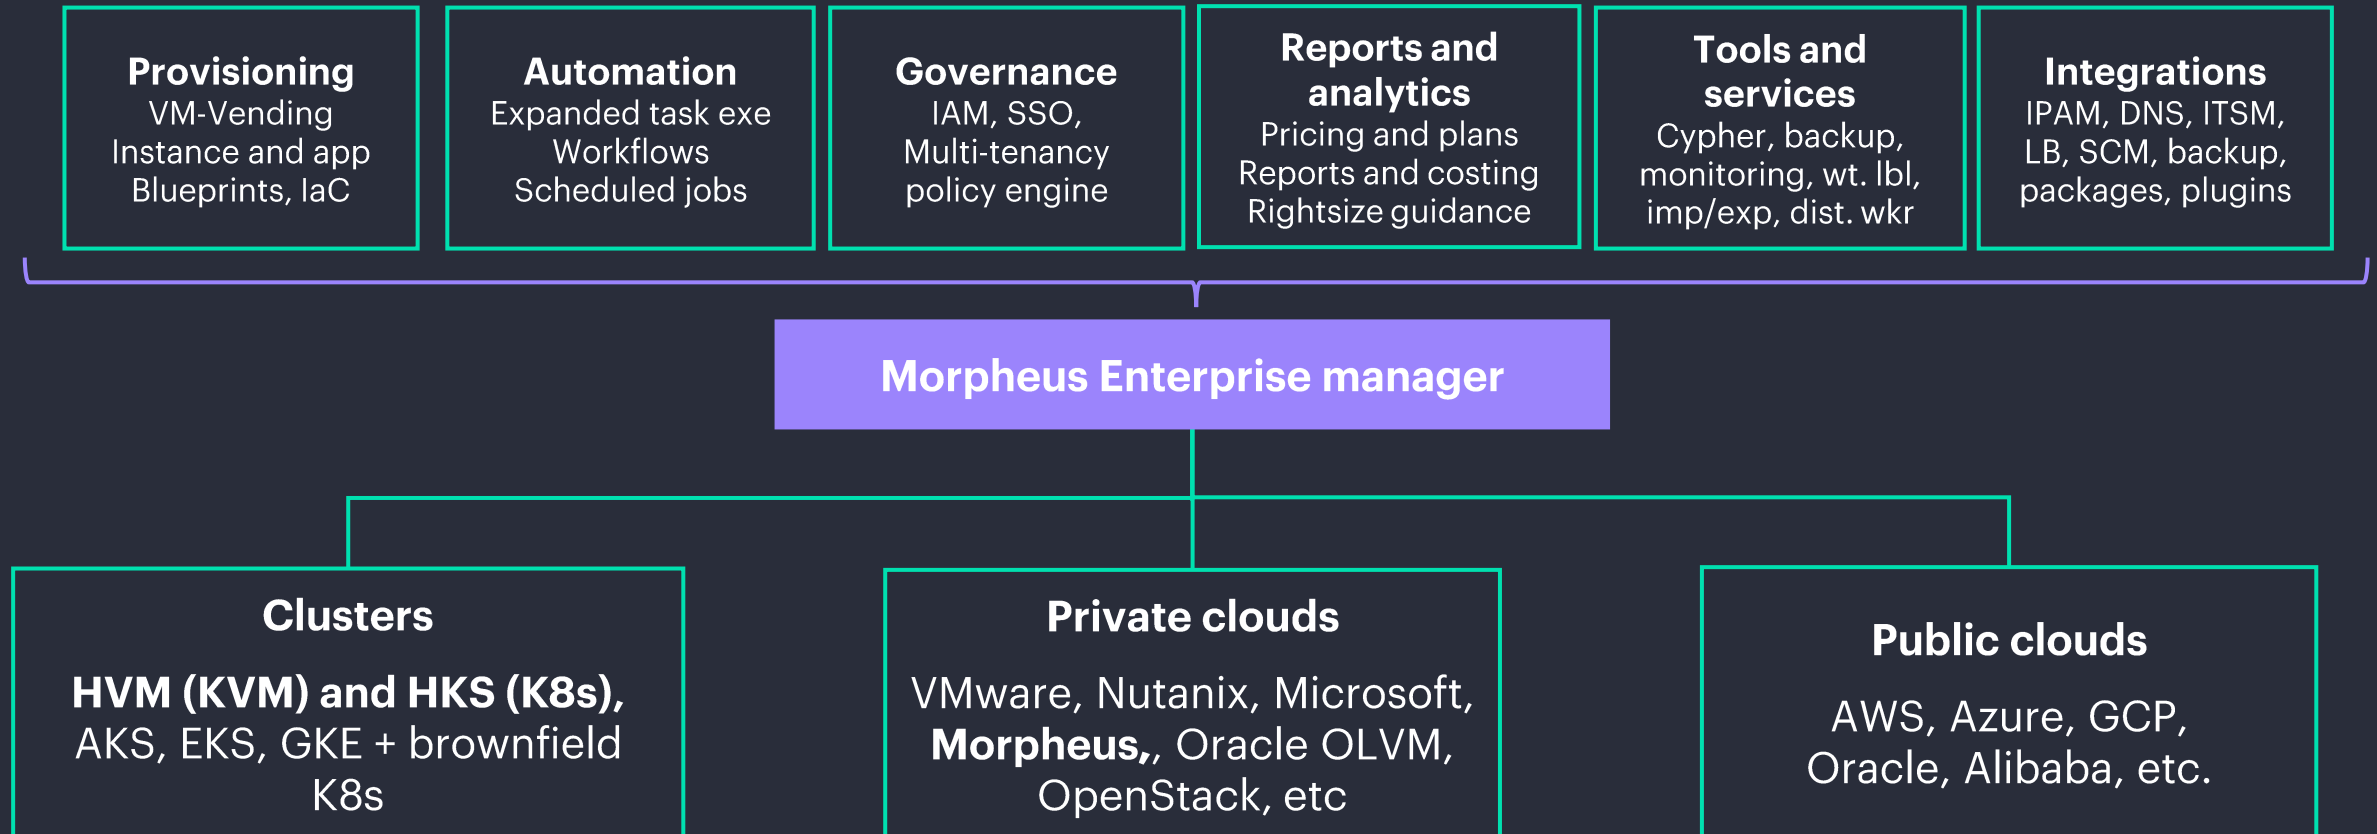 Provisioning
VM-Vending
Instance and app
Blueprints, IaC
Automation
Expanded task exe
Workflows
Scheduled jobs
Governance
IAM, SSO,
Multi-tenancy
policy engine
Reports and
analytics
Pricing and plans
Reports and costing
Rightsize guidance
Tools and
services
Cypher, backup,
monitoring, wt. lbl,
imp/exp, dist. wkr
Integrations
IPAM, DNS, ITSM,
LB, SCM, backup,
packages, plugins
Morpheus Enterprise manager
Clusters
HVM (KVM) and HKS (K8s),
AKS, EKS, GKE + brownfield
K8s
Private clouds
VMware, Nutanix, Microsoft,
Morpheus,, Oracle OLVM,
OpenStack, etc
Public clouds
AWS, Azure, GCP,
Oracle, Alibaba, etc.